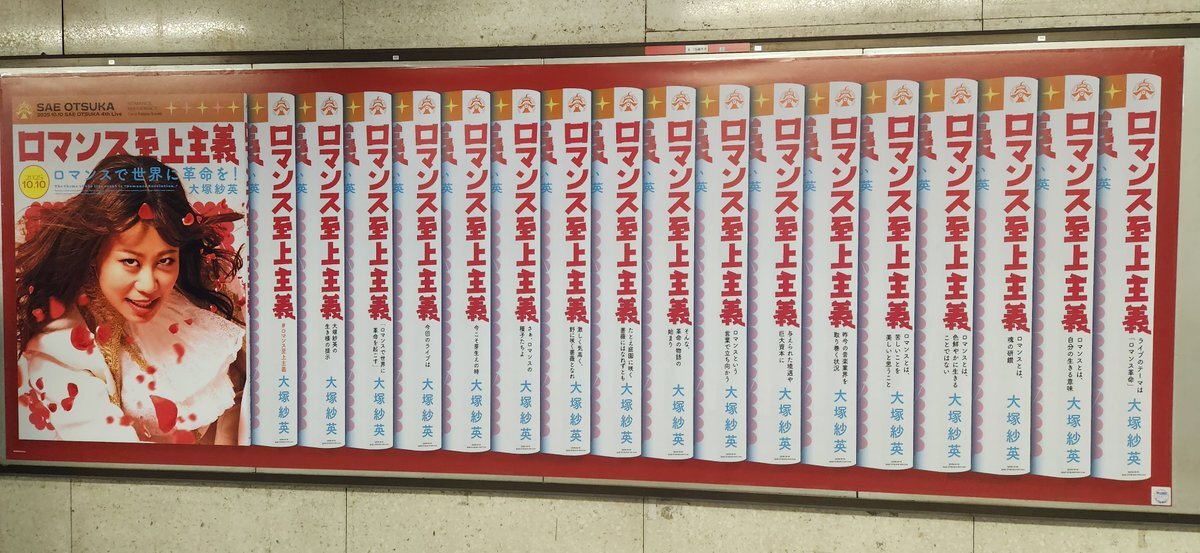 SAE OTSUKA
2025.10.10 SAE OTSUKA 4th Live
ロマンス至上主義
2025
10.10
ロマンスで世界に革命を!
大塚紗英
ロマンス至上主義
ライブのテーマは
「ロマンス革命」
大塚紗英
ロマンス至上主義
ロマンスとは、
自分の生きる意味
大塚紗英
ロマンス至上主義
ロマンスとは、
魂の研鑽
大塚紗英
ロマンス至上主義
ロマンスとは、
色鮮やかに生きる
ことではない
大塚紗英
ロマンス至上主義
ロマンスとは、
苦しいことを
美しいと思うこと
大塚紗英
ロマンス至上主義
昨今の音楽業界を
取り巻く状況
大塚紗英
ロマンス至上主義
与えられた境遇や
巨大資本に
大塚紗英
ロマンス至上主義
ロマンスという
言葉で立ち向かう
大塚紗英
ロマンス至上主義
そんな、
革命の物語の
始まり
大塚紗英
ロマンス至上主義
たとえ庭園に咲く
薔薇にはなれずとも
大塚紗英
ロマンス至上主義
激しく気高く、
野に咲く薔薇となれ
大塚紗英
ロマンス至上主義
さぁ、ロマンスの
種子たちよ
大塚紗英
ロマンス至上主義
今こそ芽生えの時
大塚紗英
ロマンス至上主義
今回のライブは
大塚紗英
ロマンス至上主義
「ロマンスで世界に
革命を起こす」
大塚紗英
ロマンス至上主義
大塚紗英の
生き様の提示
大塚紗英
ロマンス至上主義
#ロマンス至上主義
大塚紗英